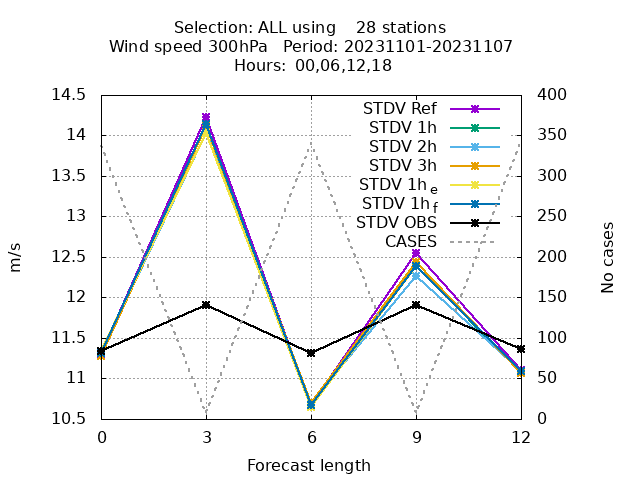 Selection: ALL using    28 stations
Wind speed 300hPa   Period: 20231101-20231107
Hours:  00,06,12,18
STDV Ref
STDV 1h
STDV 2h
STDV 3h
STDV 1h e
STDV 1h f
STDV OBS
CASES
14.5
14
13.5
13
12.5
12
11.5
11
10.5
m/s
400
350
300
250
200
150
100
50
0
No cases
0
3
6
9
12
Forecast length